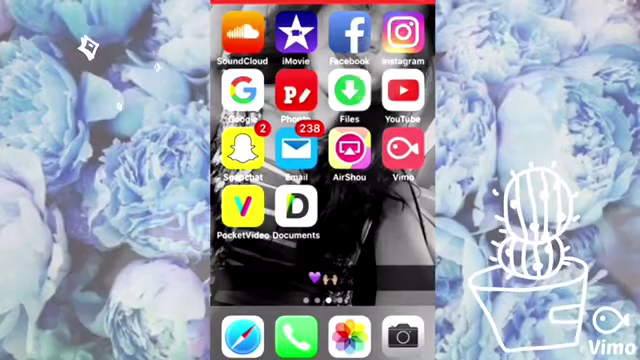 SoundCloud iMovie Facebook Instagram
Google Phonto Files YouTube
2 238
Snapchat Email AirShou Vimo
PocketVideo Documents
Vimo